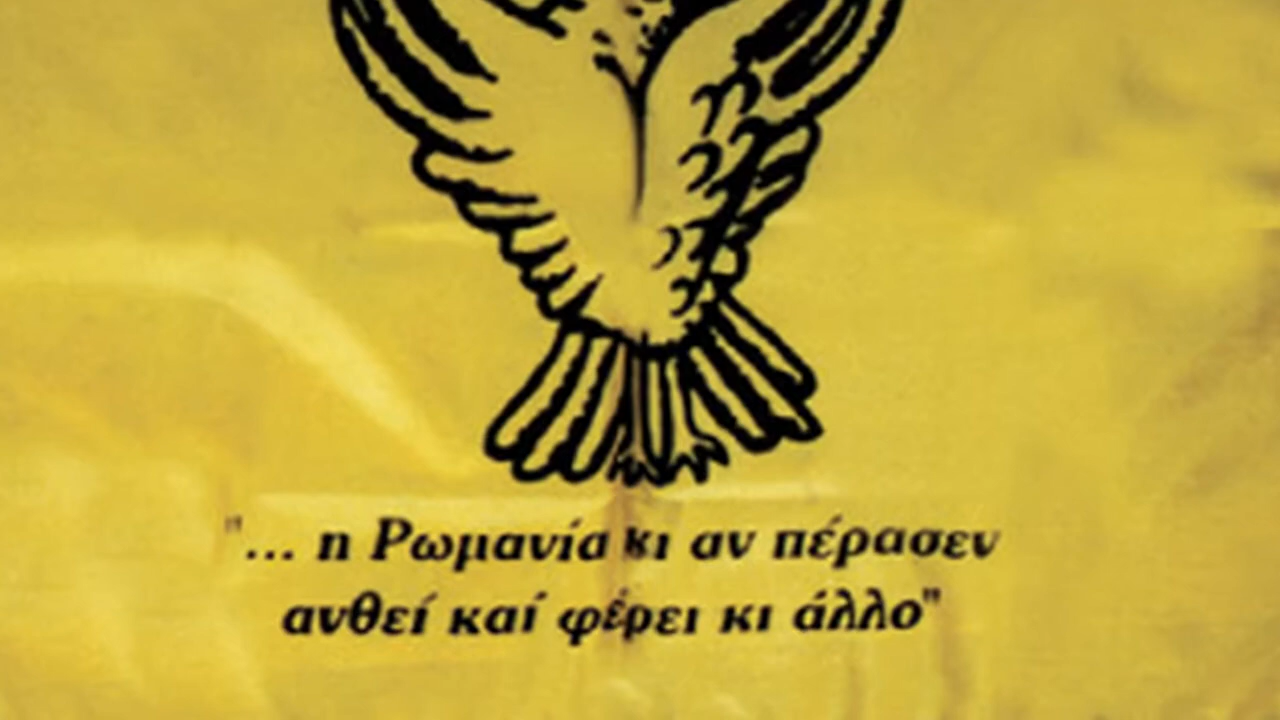 "... η Ρωμανία κι αν πέρασεν
ανθεί καί φέρει κι άλλο"